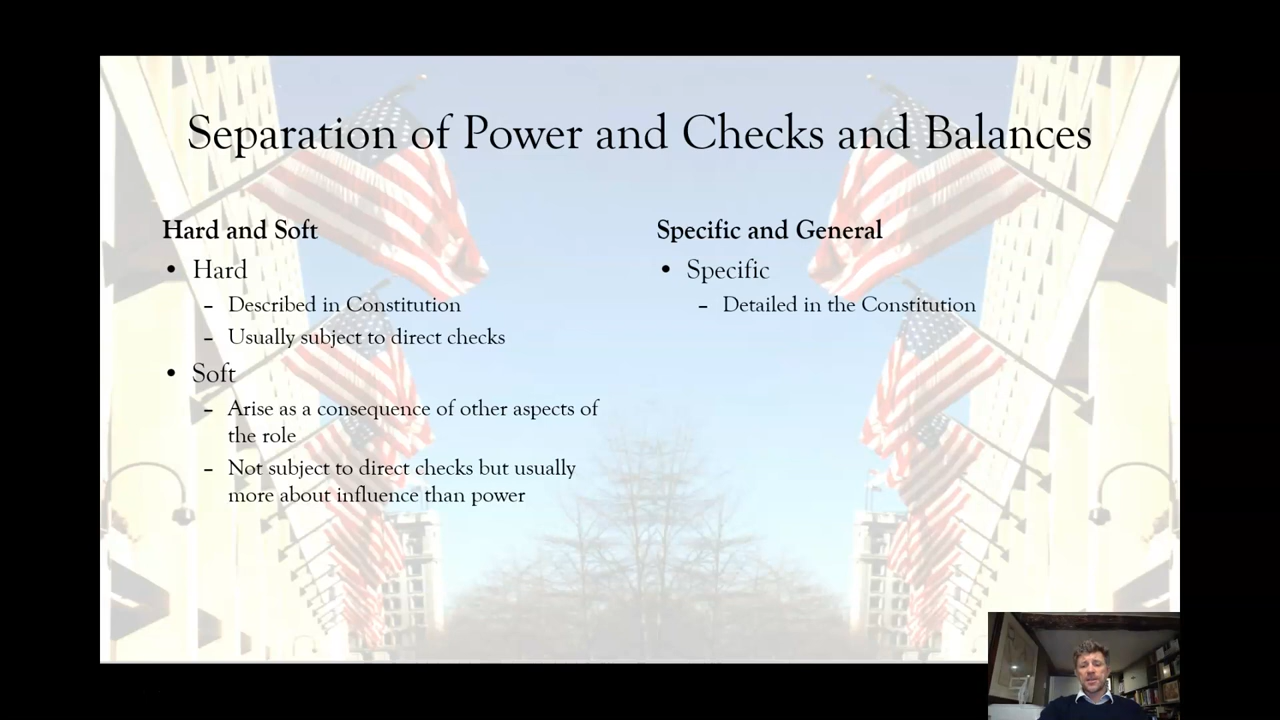 Separation of Power and Checks and Balances
Hard and Soft
• Hard
– Described in Constitution
– Usually subject to direct checks
• Soft
– Arise as a consequence of other aspects of
the role
– Not subject to direct checks but usually
more about influence than power
Specific and General
• Specific
– Detailed in the Constitution